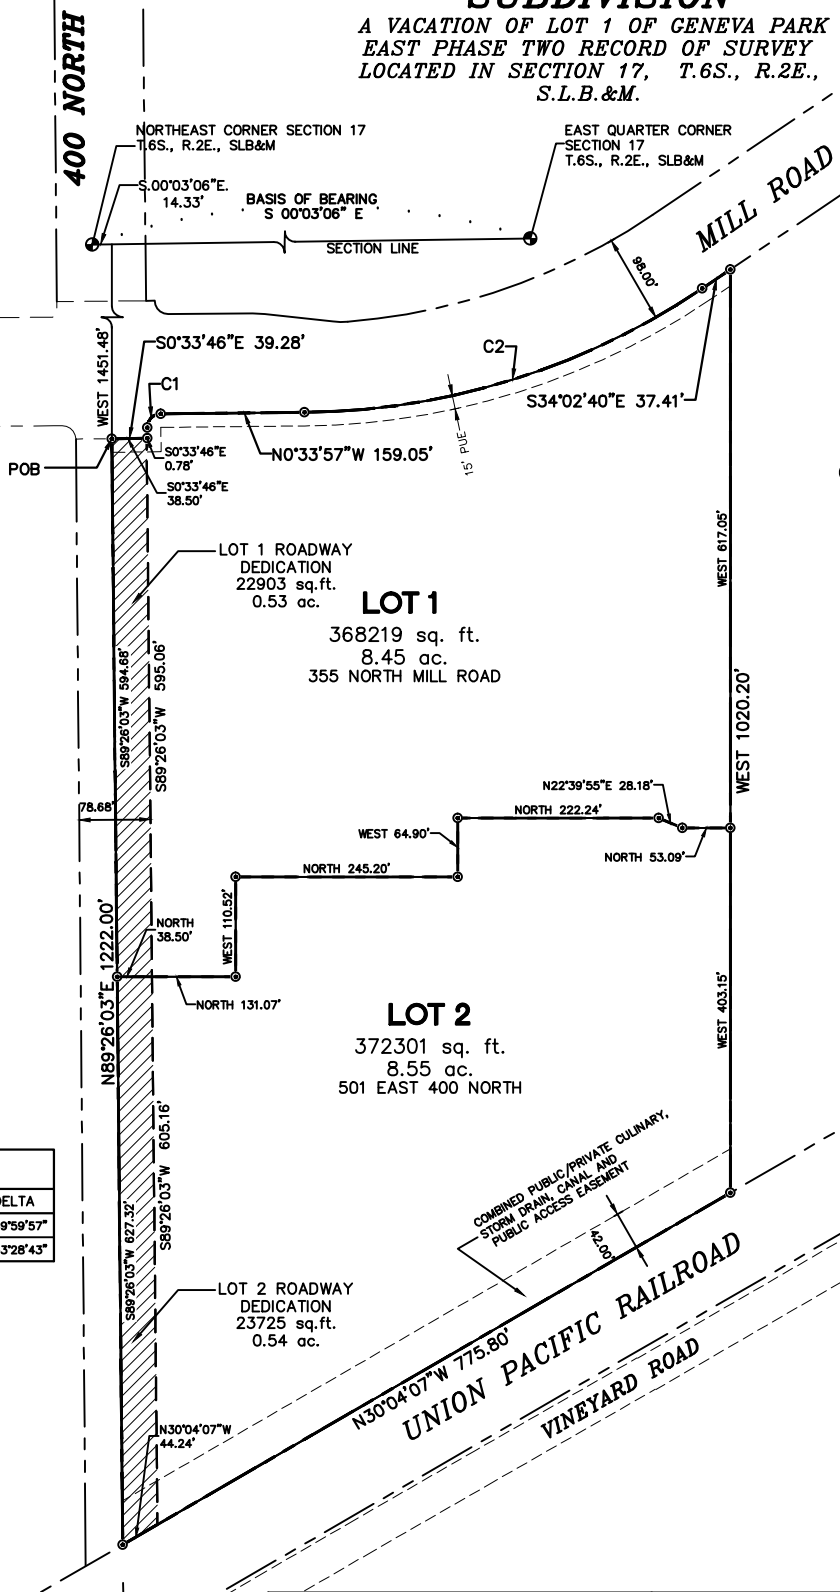 SUBDIVISION
A VACATION OF LOT 1 OF GENEVA PARK
EAST PHASE TWO RECORD OF SURVEY
LOCATED IN SECTION 17, T.6S., R.2E.,
S.L.B.&M.
400 NORTH
NORTHEAST CORNER SECTION 17
T.6S., R.2E., SLB&M
EAST QUARTER CORNER
SECTION 17
T.6S., R.2E., SLB&M
S.00°03'06"E.
14.33'
BASIS OF BEARING
S 00°03'06" E
SECTION LINE
MILL ROAD
98.00'
WEST 1451.48'
S0°33'46"E 39.28'
C1
C2
S34°02'40"E 37.41'
POB
S0°33'46"E
0.78'
S0°33'46"E
38.50'
N0°33'57"W 159.05'
15' PUE
LOT 1 ROADWAY
DEDICATION
22903 sq.ft.
0.53 ac.
LOT 1
368219 sq. ft.
8.45 ac.
355 NORTH MILL ROAD
WEST 617.05'
S89°26'03"W 594.68'
S89°26'03"W 595.06'
WEST 1020.20'
78.68'
N22°39'55"E 28.18'
NORTH 222.24'
WEST 64.90'
NORTH 53.09'
NORTH 245.20'
WEST 110.52'
NORTH
38.50'
N89°26'03"E 1222.00'
NORTH 131.07'
LOT 2
372301 sq. ft.
8.55 ac.
501 EAST 400 NORTH
WEST 403.15'
COMBINED PUBLIC/PRIVATE CULINARY,
STORM DRAIN, CANAL AND
PUBLIC ACCESS EASEMENT
42.00'
S89°26'03"W 627.32'
S89°26'03"W 605.16'
DELTA
9°59'57"
3°28'43"
LOT 2 ROADWAY
DEDICATION
23725 sq.ft.
0.54 ac.
N30°04'07"W 775.80'
UNION PACIFIC RAILROAD
VINEYARD ROAD
N30°04'07"W
44.24'